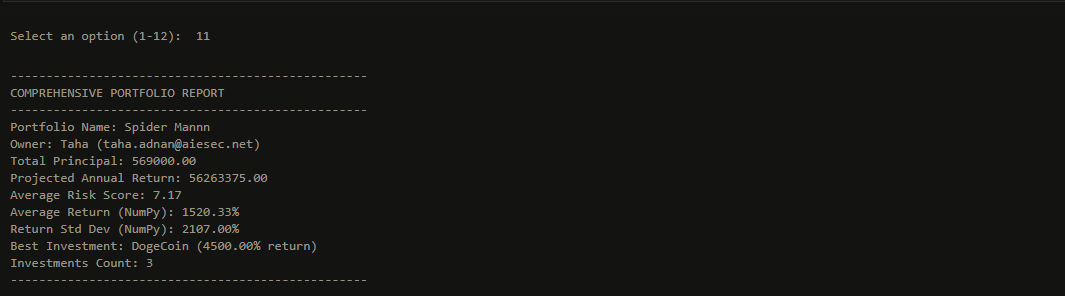 Select an option (1-12):  11
--------------------------------------------------
COMPREHENSIVE PORTFOLIO REPORT
--------------------------------------------------
Portfolio Name: Spider Mannn
Owner: Taha (taha.adnan@aiesec.net)
Total Principal: 569000.00
Projected Annual Return: 56263375.00
Average Risk Score: 7.17
Average Return (NumPy): 1520.33%
Return Std Dev (NumPy): 2107.00%
Best Investment: DogeCoin (4500.00% return)
Investments Count: 3
--------------------------------------------------